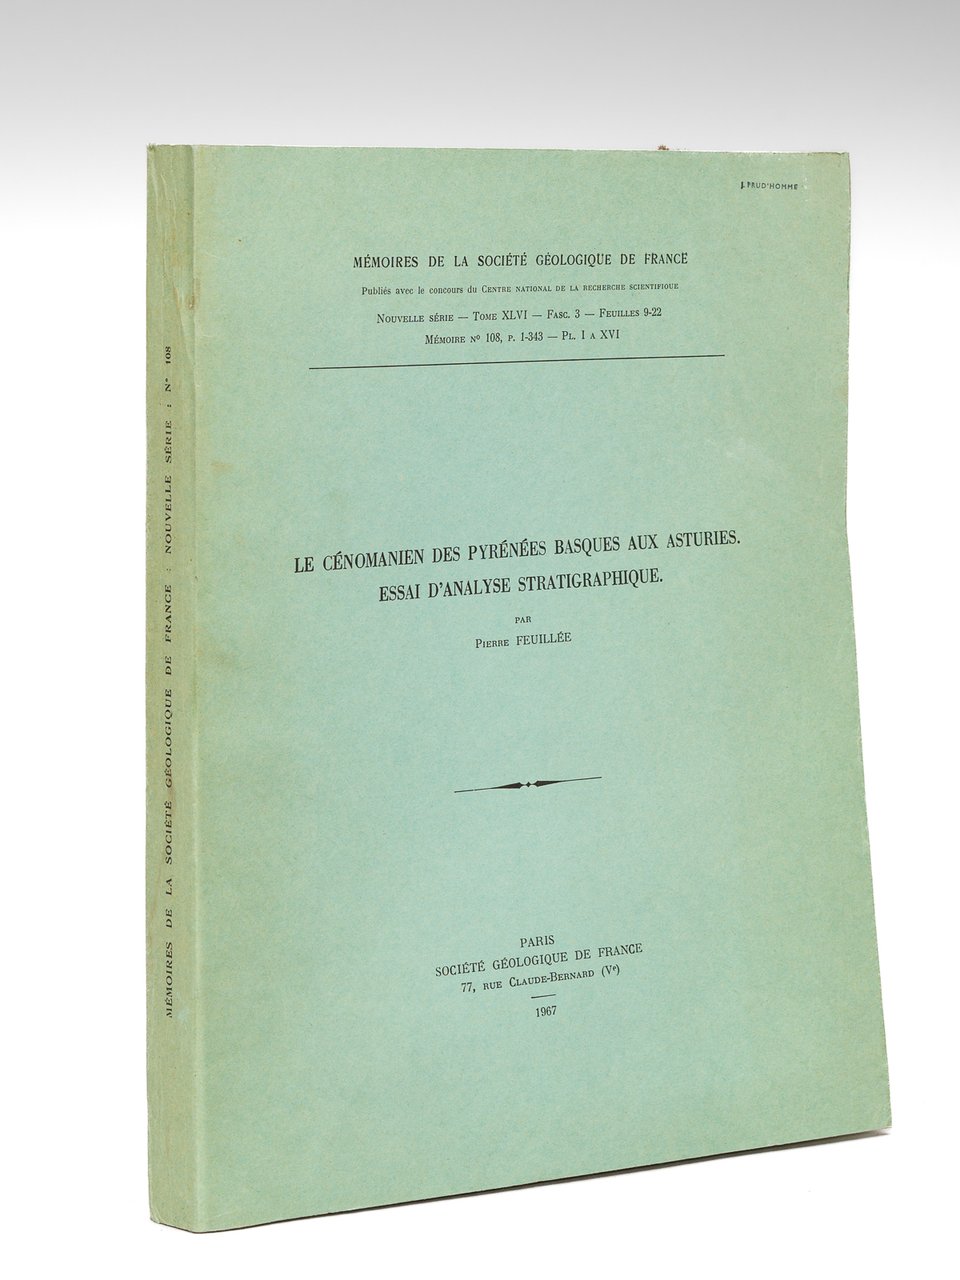 J. PRUD'HOMME
MÉMOIRES DE LA SOCIÉTÉ GÉOLOGIQUE DE FRANCE
Publiés avec le concours du CENTRE NATIONAL DE LA RECHERCHE SCIENTIFIQUE
NOUVELLE SÉRIE — TOME XLVI — FASC. 3 — FEUILLES 9-22
MÉMOIRE Nº 108, P. 1-343 — PL. I A XVI
LE CÉNOMANIEN DES PYRÉNÉES BASQUES AUX ASTURIES.
ESSAI D'ANALYSE STRATIGRAPHIQUE.
PAR
PIERRE FEUILLÉE
PARIS
SOCIÉTÉ GÉOLOGIQUE DE FRANCE
77, RUE CLAUDE-BERNARD (Vᵉ)
1967
MÉMOIRES DE LA SOCIÉTÉ GÉOLOGIQUE DE FRANCE : NOUVELLE SÉRIE : N° 108